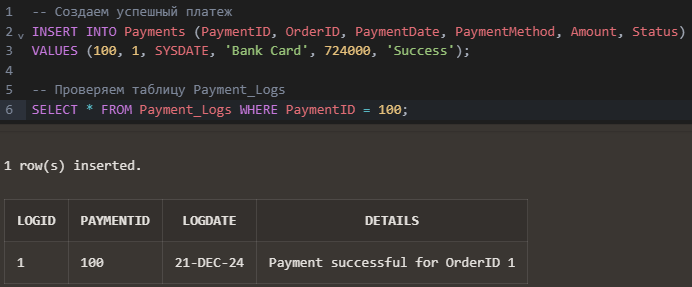 1 -- Создаем успешный платеж
2 INSERT INTO Payments (PaymentID, OrderID, PaymentDate, PaymentMethod, Amount, Status)
3 VALUES (100, 1, SYSDATE, 'Bank Card', 724000, 'Success');
4
5 -- Проверяем таблицу Payment_Logs
6 SELECT * FROM Payment_Logs WHERE PaymentID = 100;
1 row(s) inserted.
LOGID PAYMENTID LOGDATE DETAILS
1 100 21-DEC-24 Payment successful for OrderID 1